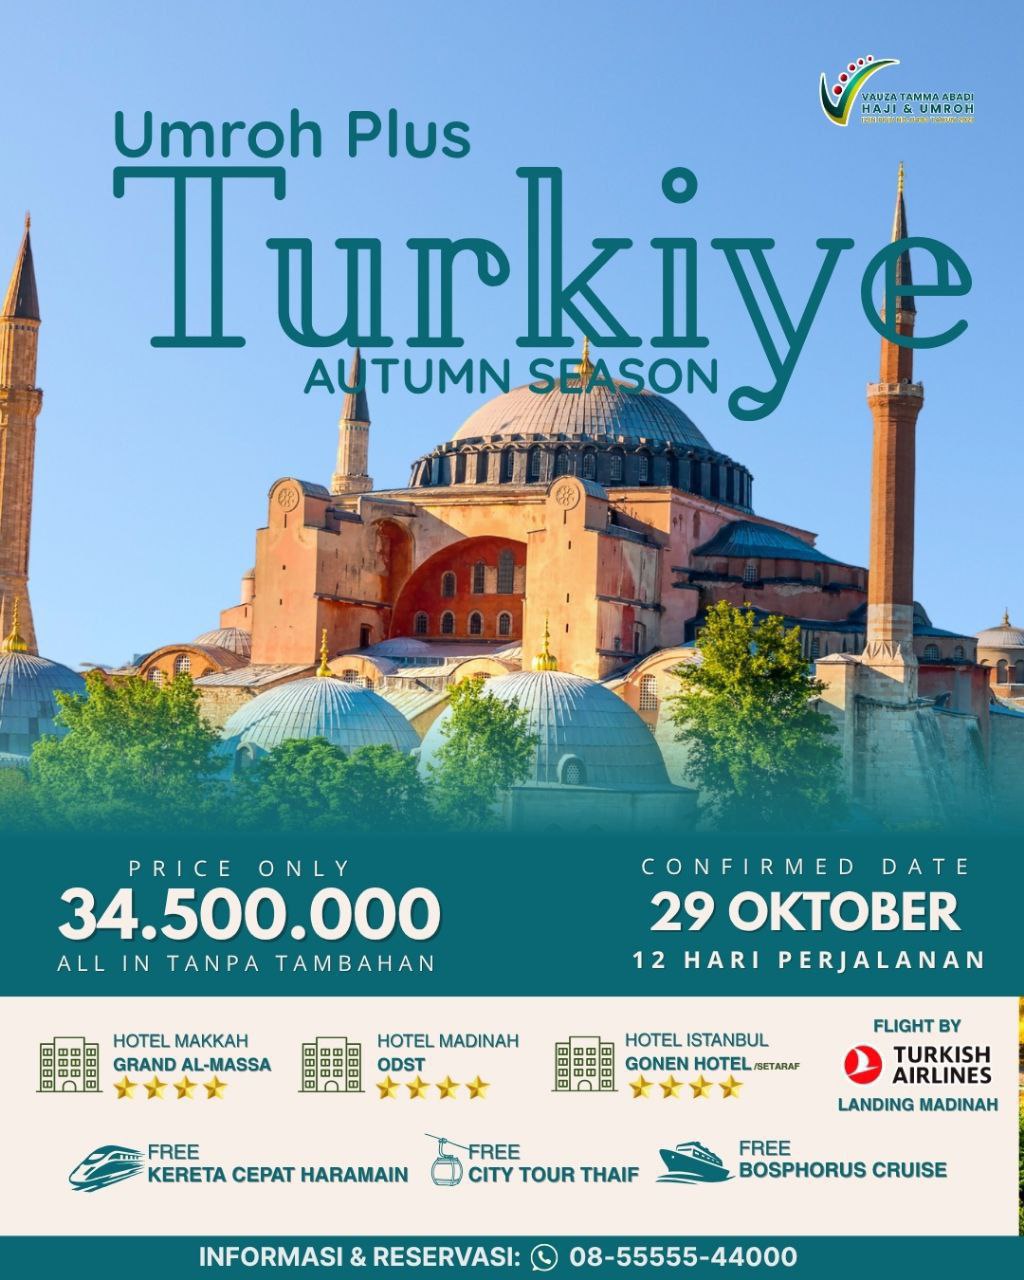 VAUZA TAMMA ABADI
HAJI & UMROH
Umroh Plus
Turkiye
AUTUMN SEASON
PRICE ONLY
34.500.000
ALL IN TANPA TAMBAHAN
CONFIRMED DATE
29 OKTOBER
12 HARI PERJALANAN
HOTEL MAKKAH
GRAND AL-MASSA
HOTEL MADINAH
ODST
HOTEL ISTANBUL
GONEN HOTEL /SETARAF
FLIGHT BY
TURKISH
AIRLINES
LANDING MADINAH
FREE
KERETA CEPAT HARAMAIN
FREE
CITY TOUR THAIF
FREE
BOSPHORUS CRUISE
INFORMASI & RESERVASI: 08-55555-44000